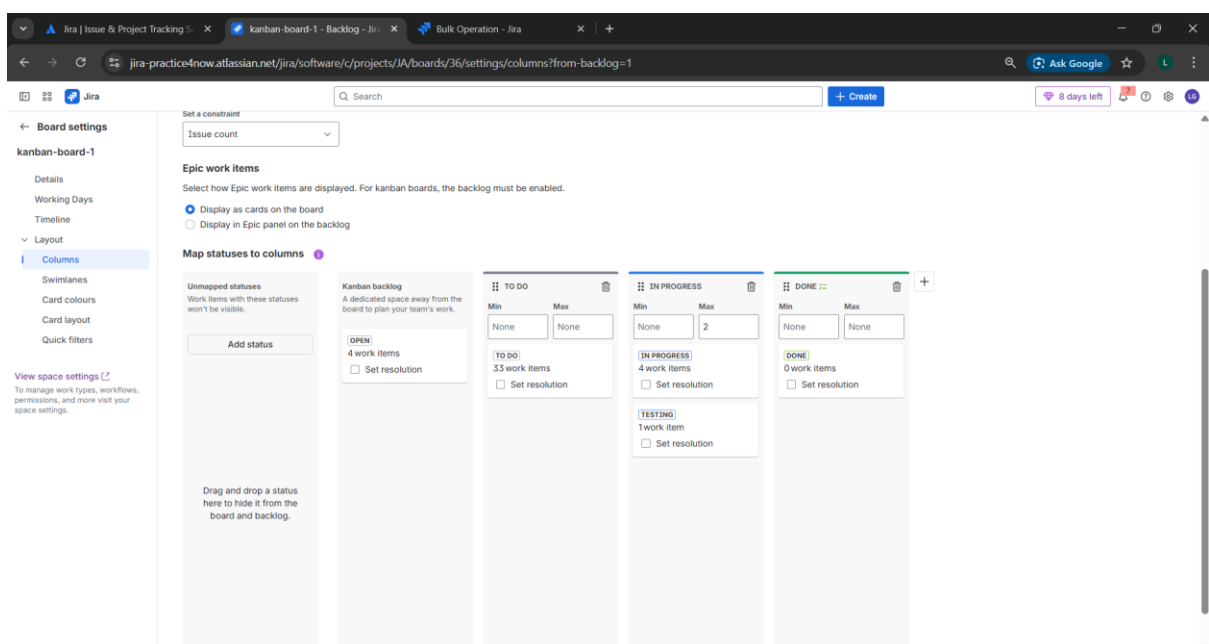 Jira | Issue & Project Tracking S
kanban-board-1 - Backlog - Jira
Bulk Operation - Jira
jira-practice4now.atlassian.net/jira/software/c/projects/JA/boards/36/settings/columns?from-backlog=1
Ask Google
L
Jira
Search
+ Create
8 days left
7
LG
Board settings
kanban-board-1
Details
Working Days
Timeline
Layout
Columns
Swimlanes
Card colours
Card layout
Quick filters
View space settings
To manage work types, workflows,
permissions, and more visit your
space settings.
Set a constraint
Issue count
Epic work items
Select how Epic work items are displayed. For kanban boards, the backlog must be enabled.
Display as cards on the board
Display in Epic panel on the backlog
Map statuses to columns
Unmapped statuses
Work items with these statuses
won't be visible.
Add status
Drag and drop a status
here to hide it from the
board and backlog.
Kanban backlog
A dedicated space away from the
board to plan your team's work.
OPEN
4 work items
Set resolution
TO DO
Min Max
None None
TO DO
33 work items
Set resolution
IN PROGRESS
Min Max
None 2
IN PROGRESS
4 work items
Set resolution
TESTING
1 work item
Set resolution
DONE
Min Max
None None
DONE
0 work items
Set resolution